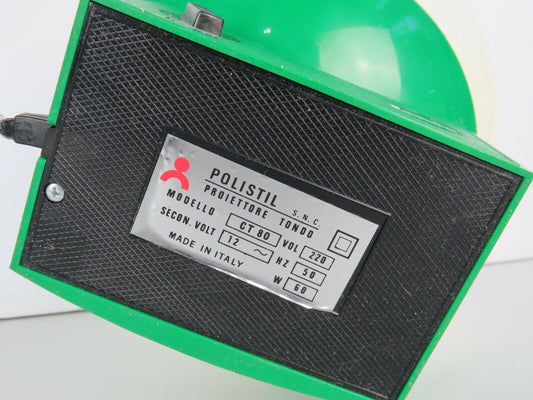 POLISTIL S.N.C.
PROIETTORE TONDO
MODELLO CT 80 VOL 220
SECON. VOLT 12 ~ HZ 50
MADE IN ITALY W 60